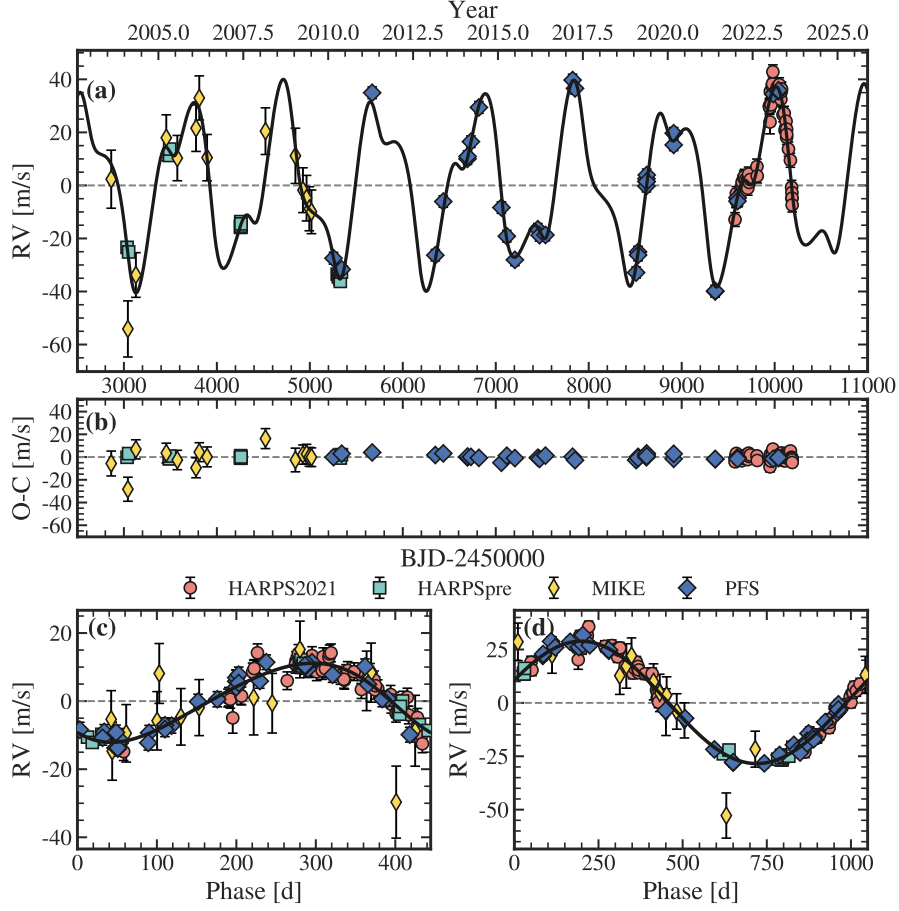 Year
2005.0 2007.5 2010.0 2012.5 2015.0 2017.5 2020.0 2022.5 2025.0
(a)
RV [m/s]
40
20
0
-20
-40
-60
3000 4000 5000 6000 7000 8000 9000 10000 11000
(b)
O-C [m/s]
40
20
0
-20
-40
-60
BJD-2450000
HARPS2021 HARPSpre MIKE PFS
(c)
RV [m/s]
20
0
-20
-40
0 100 200 300 400
Phase [d]
(d)
RV [m/s]
25
0
-25
-50
0 250 500 750 1000
Phase [d]